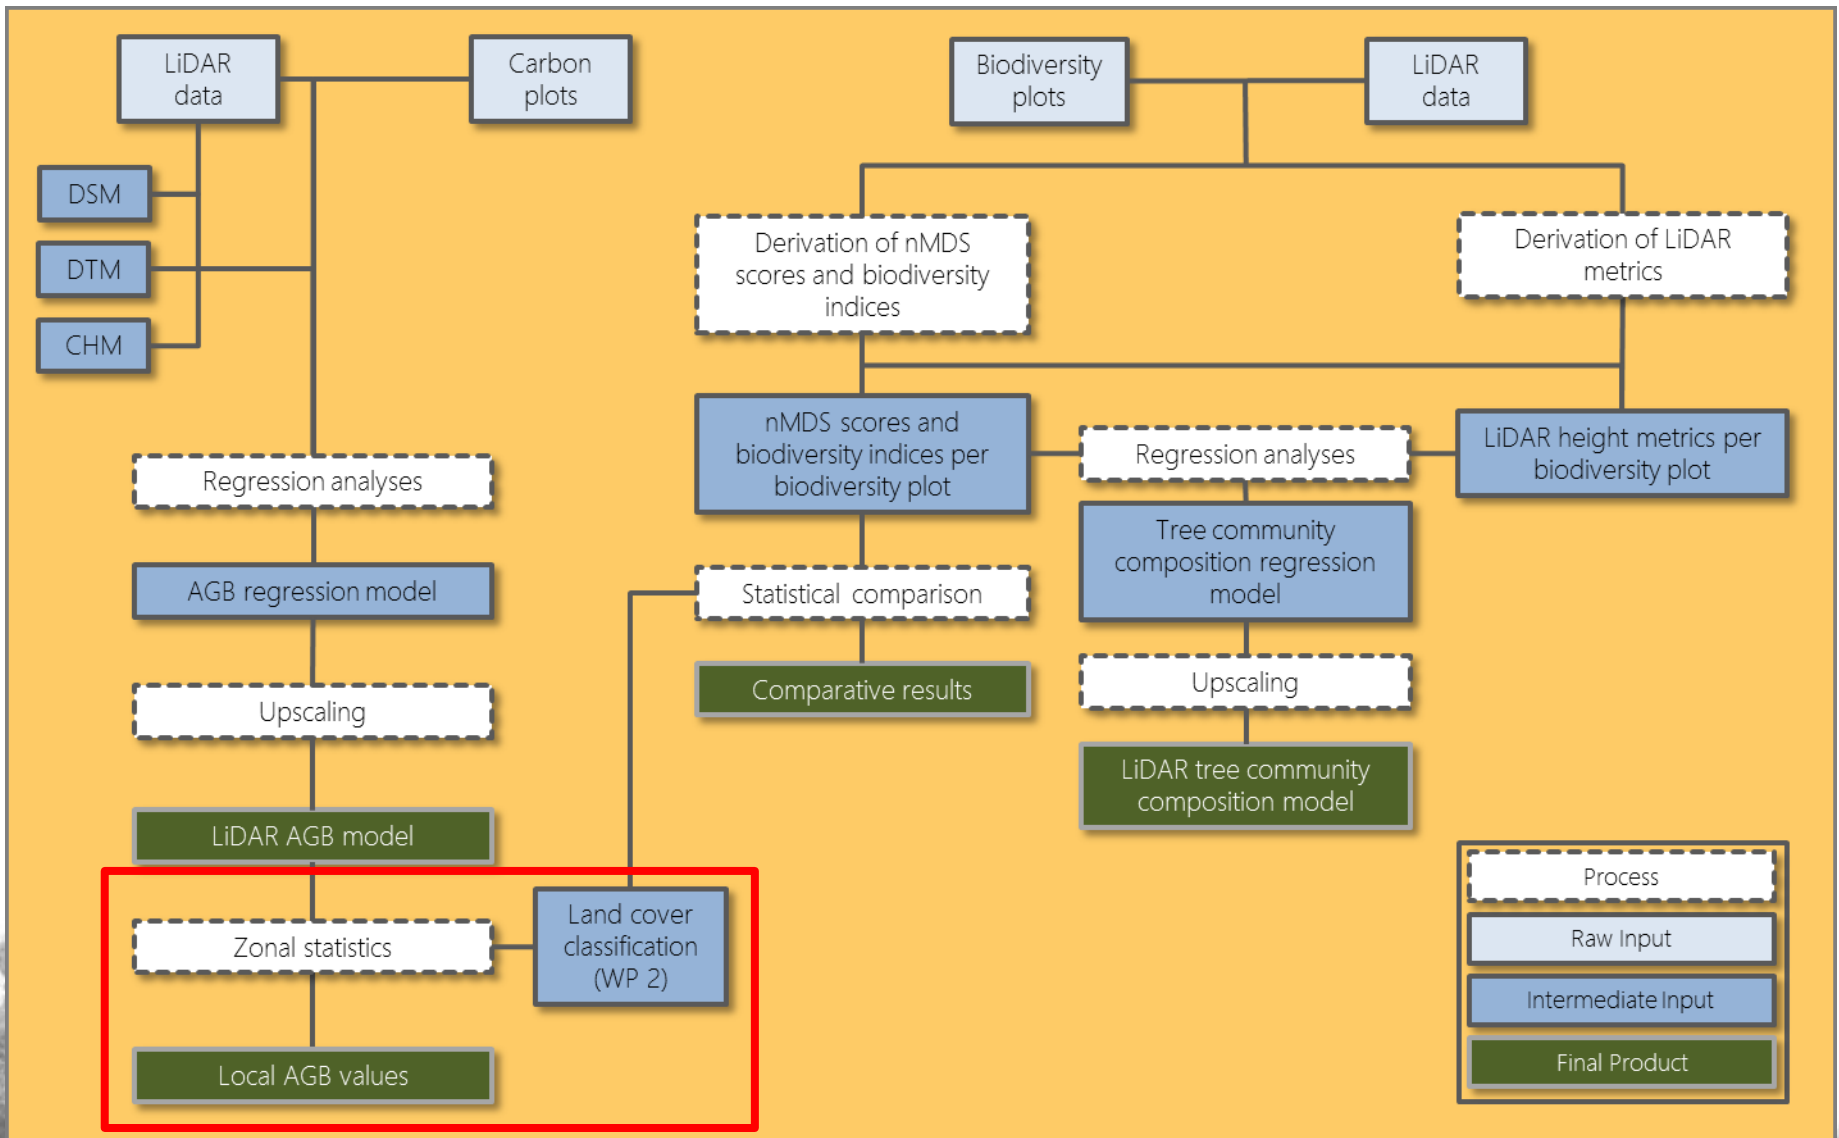 LiDAR
data
Carbon
plots
Biodiversity
plots
LiDAR
data
DSM
DTM
CHM
Derivation of nMDS
scores and biodiversity
indices
Derivation of LiDAR
metrics
nMDS scores and
biodiversity indices per
biodiversity plot
Regression analyses
LiDAR height metrics per
biodiversity plot
Regression analyses
Tree community
composition regression
model
AGB regression model
Statistical comparison
Upscaling
Comparative results
Upscaling
LiDAR tree community
composition model
LiDAR AGB model
Zonal statistics
Land cover
classification
(WP 2)
Local AGB values
Process
Raw Input
Intermediate Input
Final Product